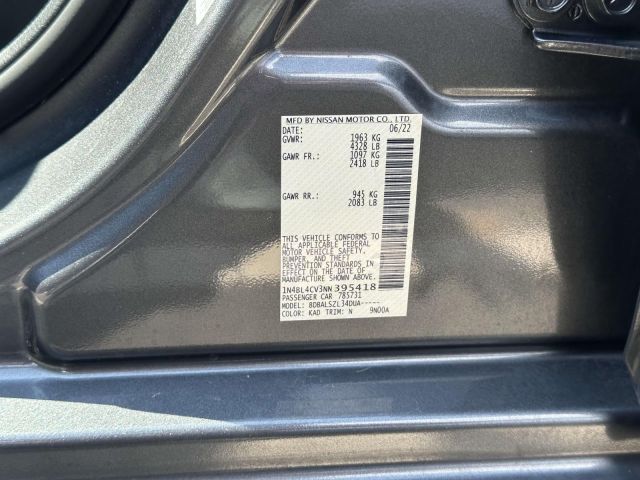 MFD BY NISSAN MOTOR CO., LTD.
DATE: 06/22
GVWR: 1963 KG
4328 LB
GAWR FR.: 1097 KG
2418 LB
GAWR RR.: 945 KG
2083 LB
THIS VEHICLE CONFORMS TO
ALL APPLICABLE FEDERAL
MOTOR VEHICLE SAFETY,
BUMPER, AND THEFT
PREVENTION STANDARDS IN
EFFECT ON THE DATE OF
MANUFACTURE SHOWN ABOVE.
1N4BL4CV3NN395418
PASSENGER CAR 785731
MODEL: BDBALSZL34DUA-----
COLOR: KAD TRIM: N 9N00A